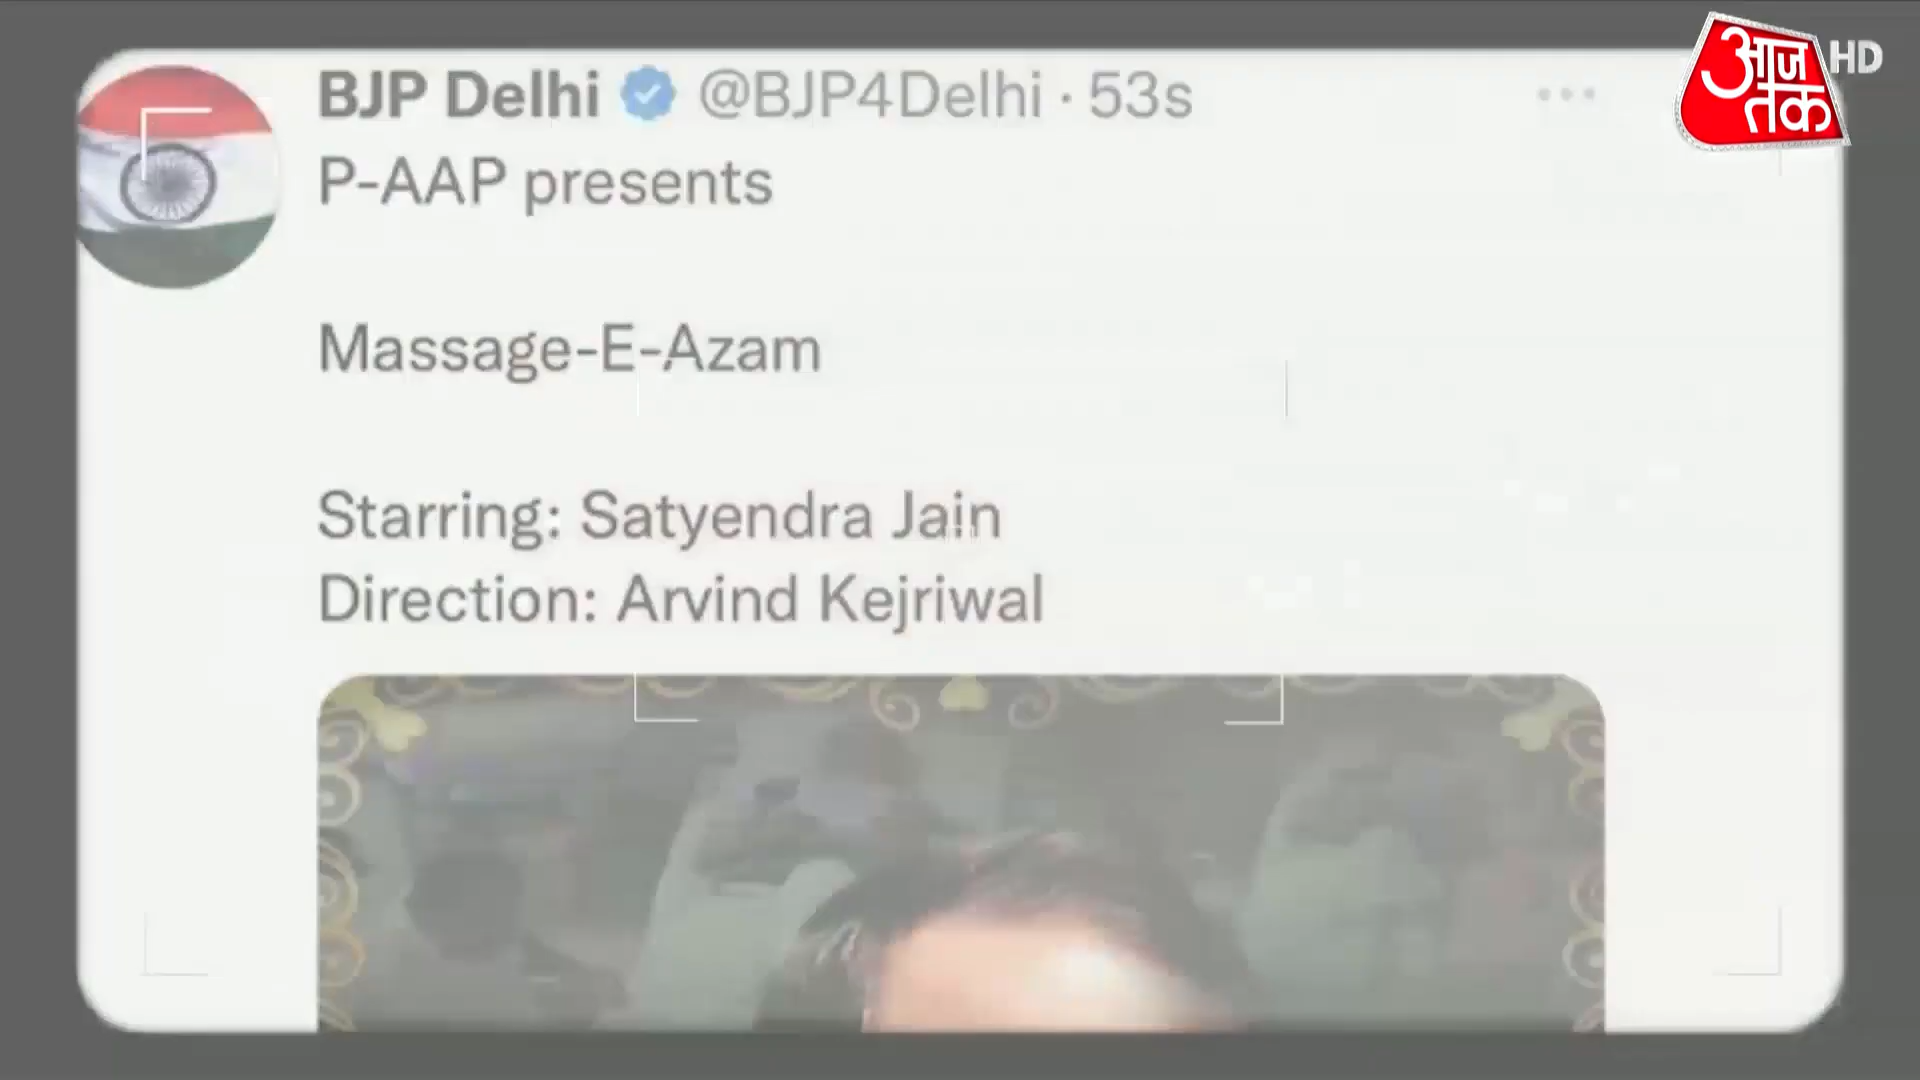 BJP Delhi @BJP4Delhi · 53s
P-AAP presents
Massage-E-Azam
Starring: Satyendra Jain
Direction: Arvind Kejriwal
आज
तक
HD